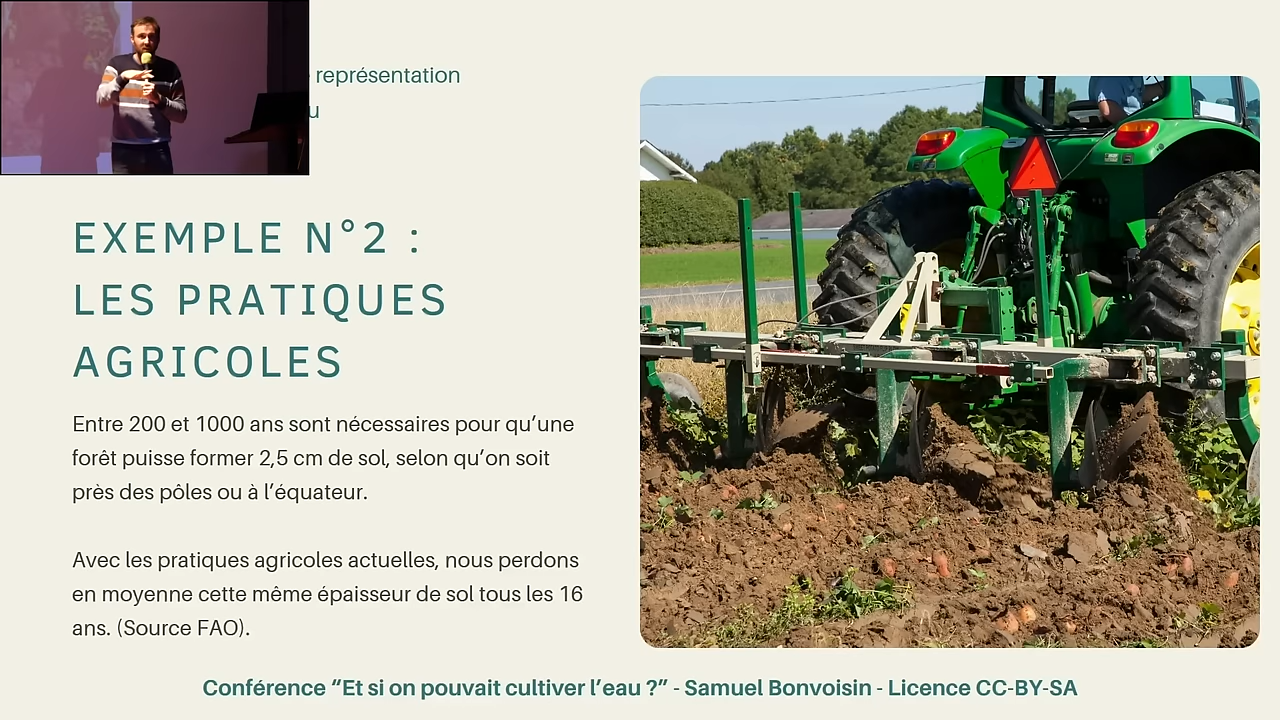 représentation
u
EXEMPLE N°2 :
LES PRATIQUES
AGRICOLES
Entre 200 et 1000 ans sont nécessaires pour qu’une
forêt puisse former 2,5 cm de sol, selon qu’on soit
près des pôles ou à l’équateur.
Avec les pratiques agricoles actuelles, nous perdons
en moyenne cette même épaisseur de sol tous les 16
ans. (Source FAO).
Conférence “Et si on pouvait cultiver l’eau ?” - Samuel Bonvoisin - Licence CC-BY-SA